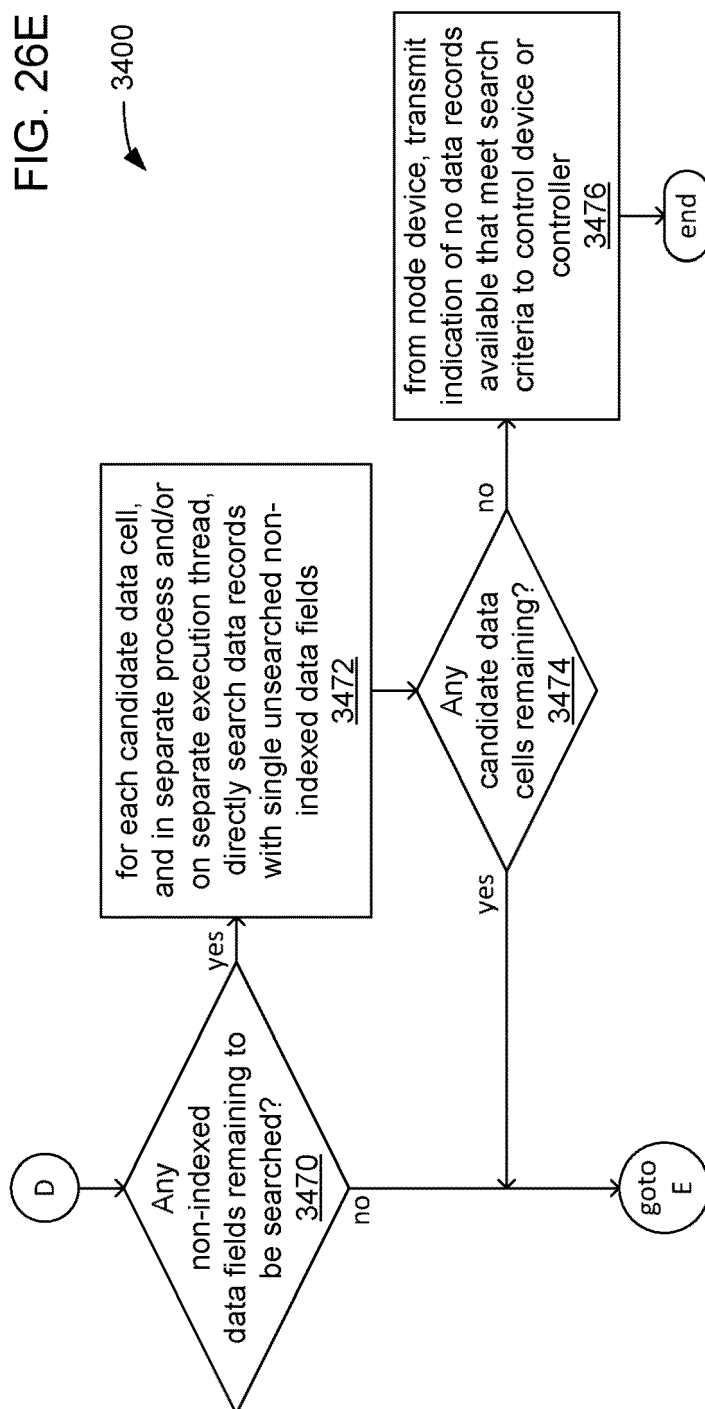 FIG. 26E
3400
D
Any
non-indexed
data fields remaining to
be searched?
3470
yes
no
for each candidate data cell,
and in separate process and/or
on separate execution thread,
directly search data records
with single unsearched non-
indexed data fields
3472
Any
candidate data
cells remaining?
3474
yes
no
from node device, transmit
indication of no data records
available that meet search
criteria to control device or
controller
3476
end
goto
E